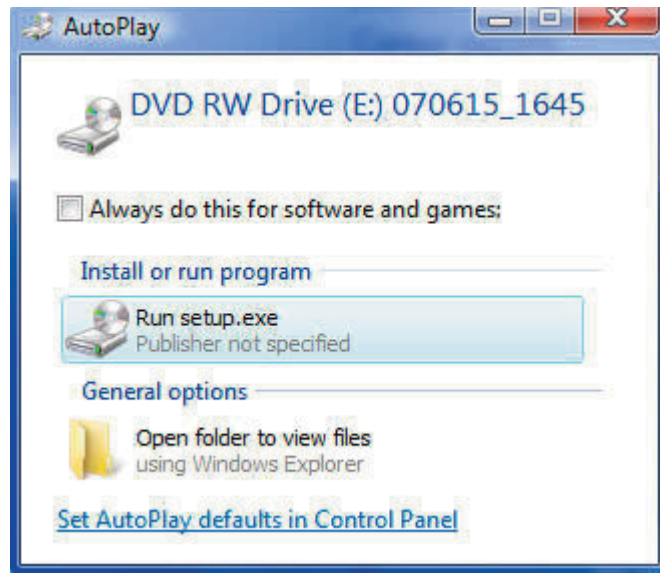 AutoPlay
DVD RW Drive (E:) 070615_1645
Always do this for software and games:
Install or run program
Run setup.exe
Publisher not specified
General options
Open folder to view files
using Windows Explorer
Set AutoPlay defaults in Control Panel